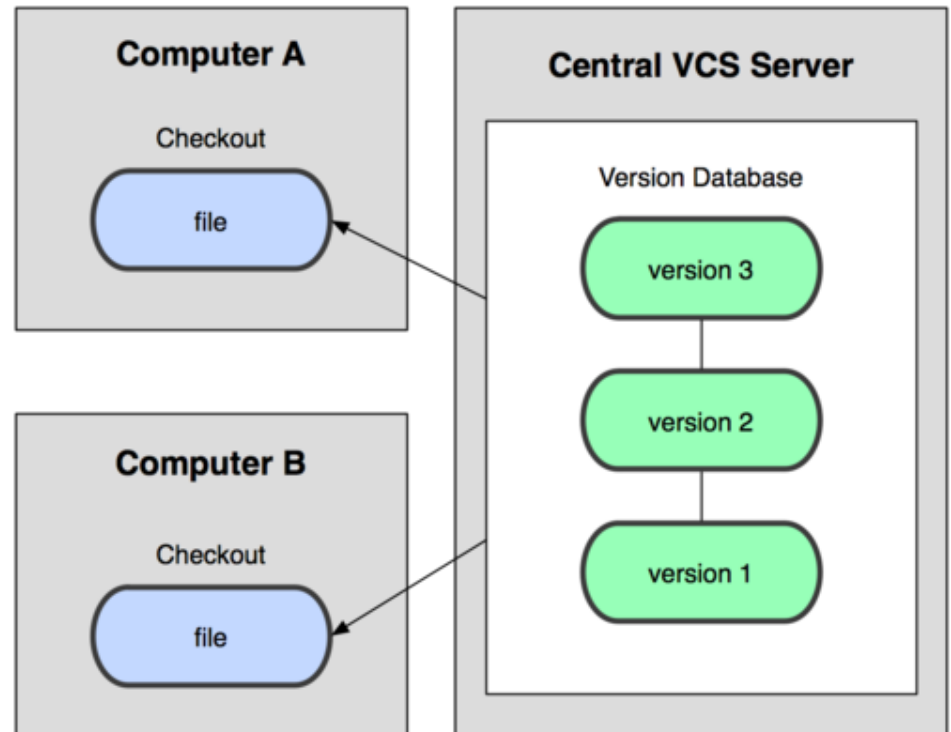 Computer A
Checkout
file
Computer B
Checkout
file
Central VCS Server
Version Database
version 3
version 2
version 1